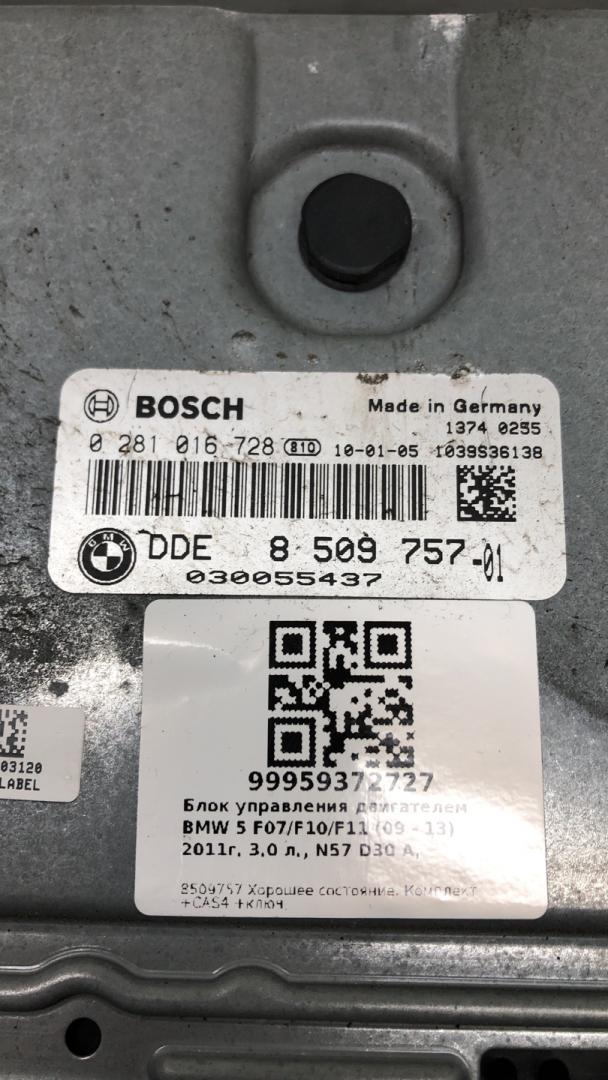 BOSCH
Made in Germany
1374 0255
0 281 016 728 810 10-01-05 1039S36138
BMW
DDE 8 509 757-01
030055437
03120
LABEL
99959372727
Блок управления двигателем
BMW 5 F07/F10/F11 (09 - 13)
2011г, 3,0 л., N57 D30 A,
8509757 Хорошее состояние. Комплект
+CAS4 +ключ.